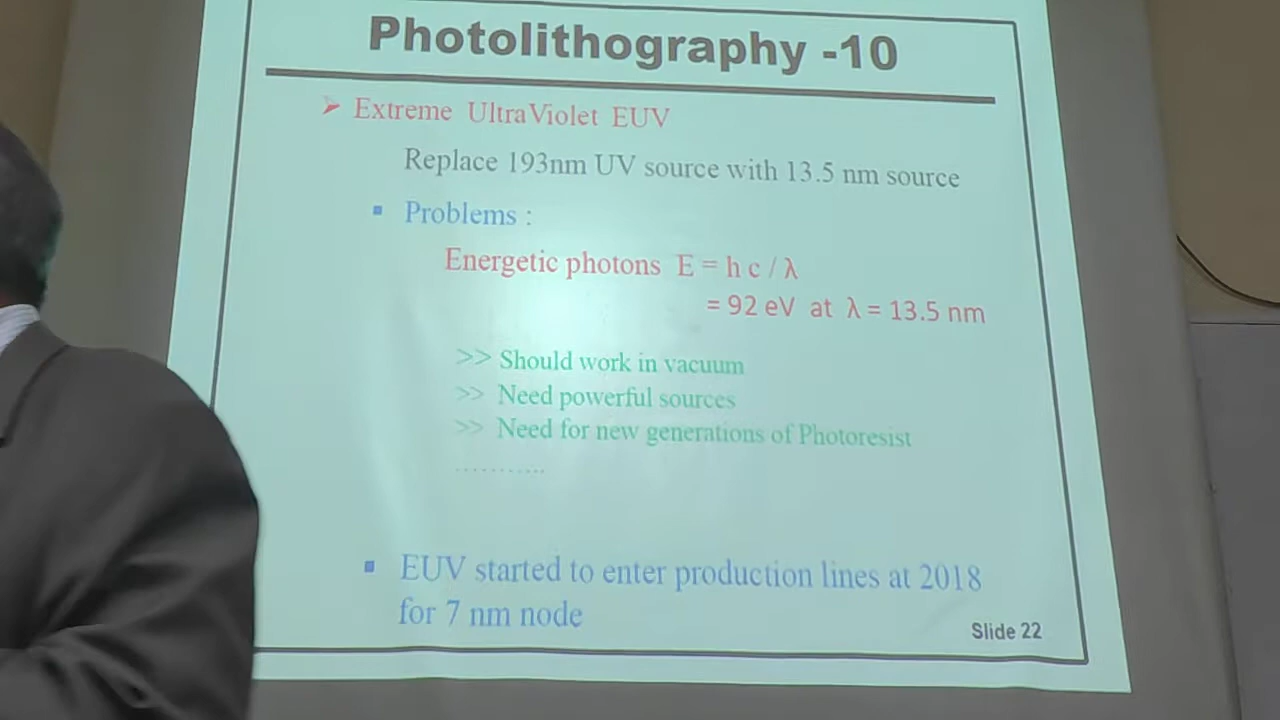 Photolithography -10
➢ Extreme UltraViolet EUV
Replace 193nm UV source with 13.5 nm source
▪ Problems :
Energetic photons E = h c / λ
= 92 eV at λ = 13.5 nm
>> Should work in vacuum
>> Need powerful sources
>> Need for new generations of Photoresist
...........
▪ EUV started to enter production lines at 2018
for 7 nm node
Slide 22